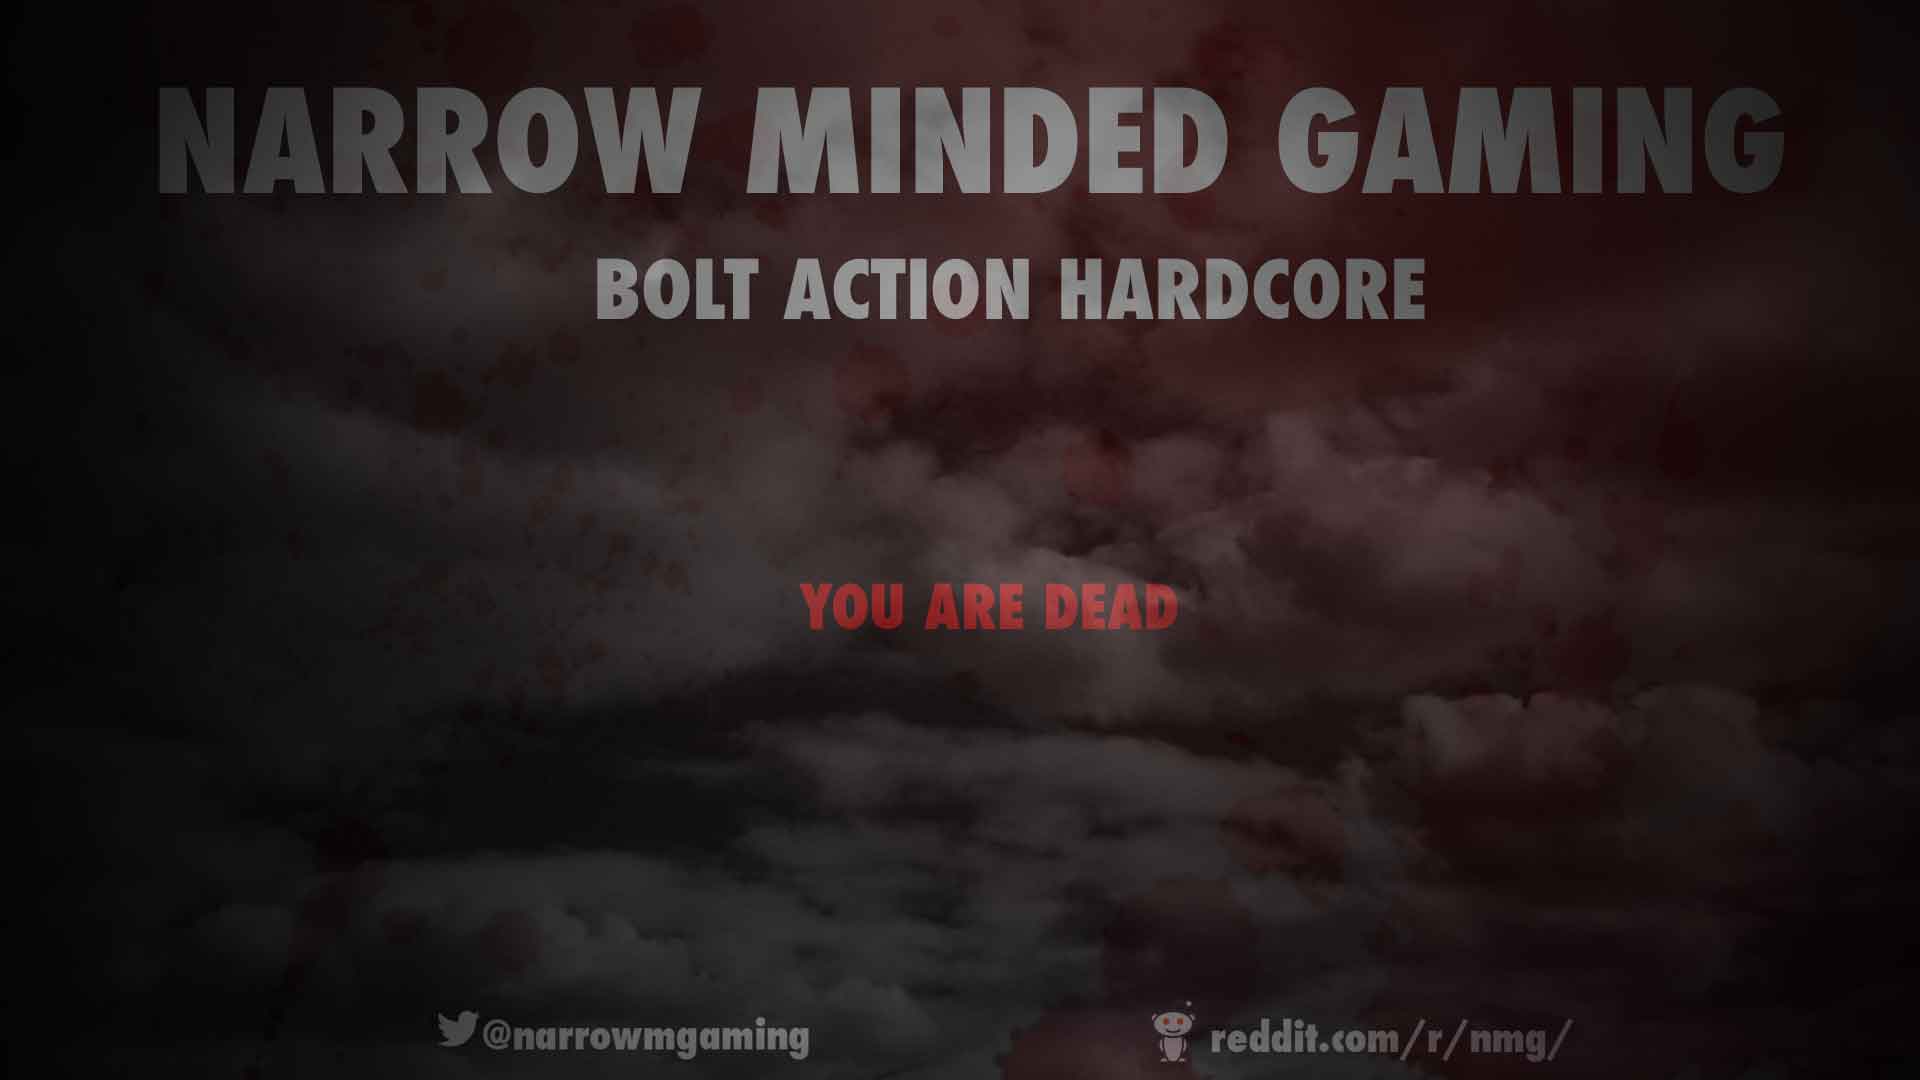 NARROW MINDED GAMING
BOLT ACTION HARDCORE
YOU ARE DEAD
@narrowmgaming
reddit.com/r/nmg/